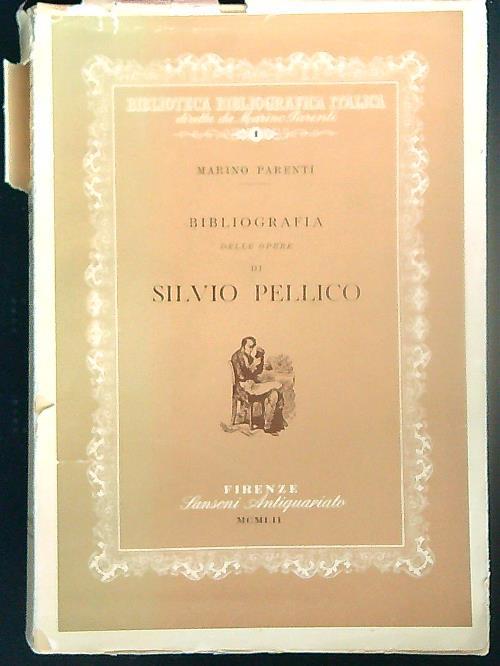 BIBLIOTECA BIBLIOGRAFICA ITALICA
diretta da Marino Parenti
1
MARINO PARENTI
BIBLIOGRAFIA
DELLE OPERE
DI
SILVIO PELLICO
FIRENZE
Sansoni Antiquariato
MCMLII